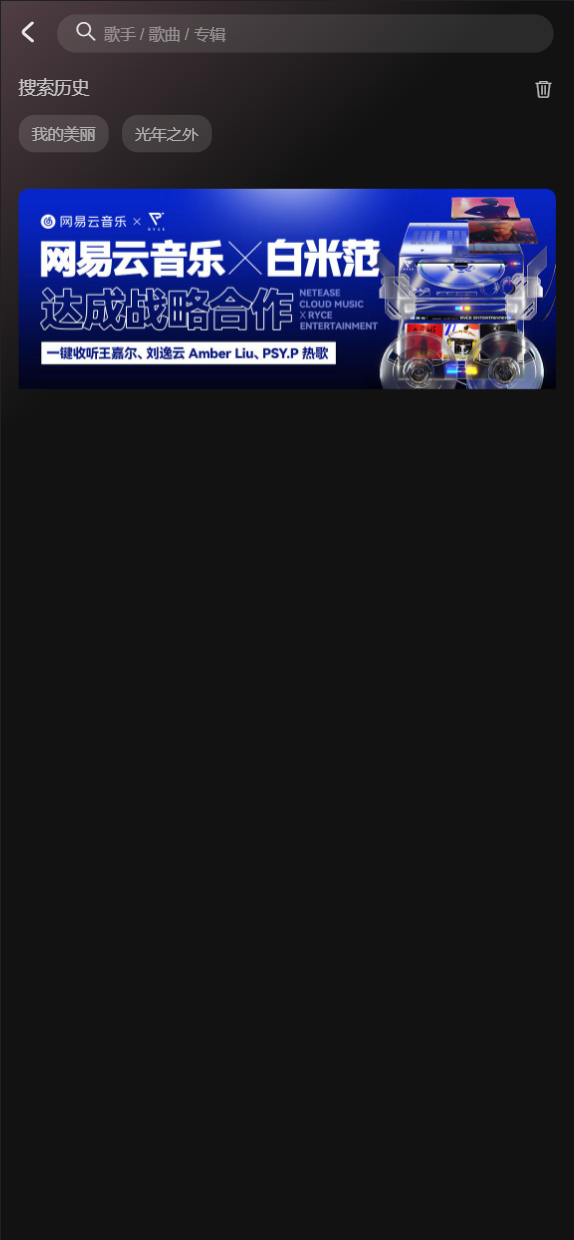 歌手 / 歌曲 / 专辑
搜索历史
我的美丽
光年之外
网易云音乐 × RYCE
网易云音乐×白米范
达成战略合作
NETEASE
CLOUD MUSIC
X RYCE
ENTERTAINMENT
一键收听王嘉尔、刘逸云 Amber Liu、PSY.P 热歌